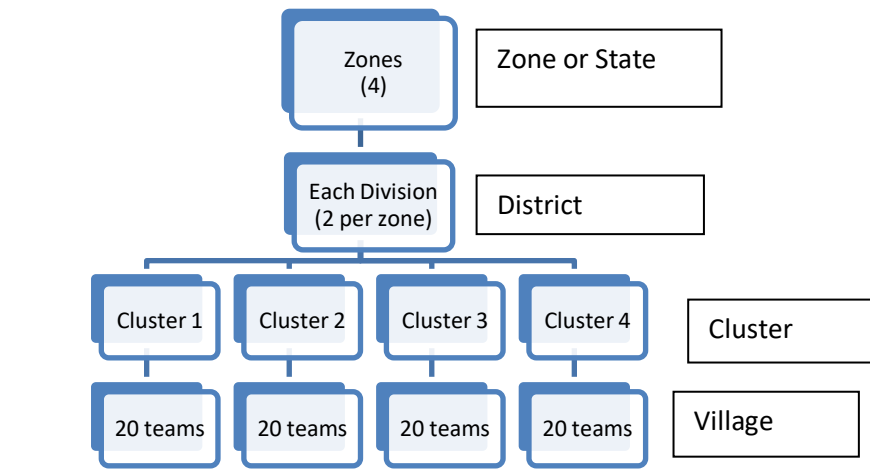 Zones
(4)
Zone or State
Each Division
(2 per zone)
District
Cluster 1
Cluster 2
Cluster 3
Cluster 4
Cluster
20 teams
20 teams
20 teams
20 teams
Village